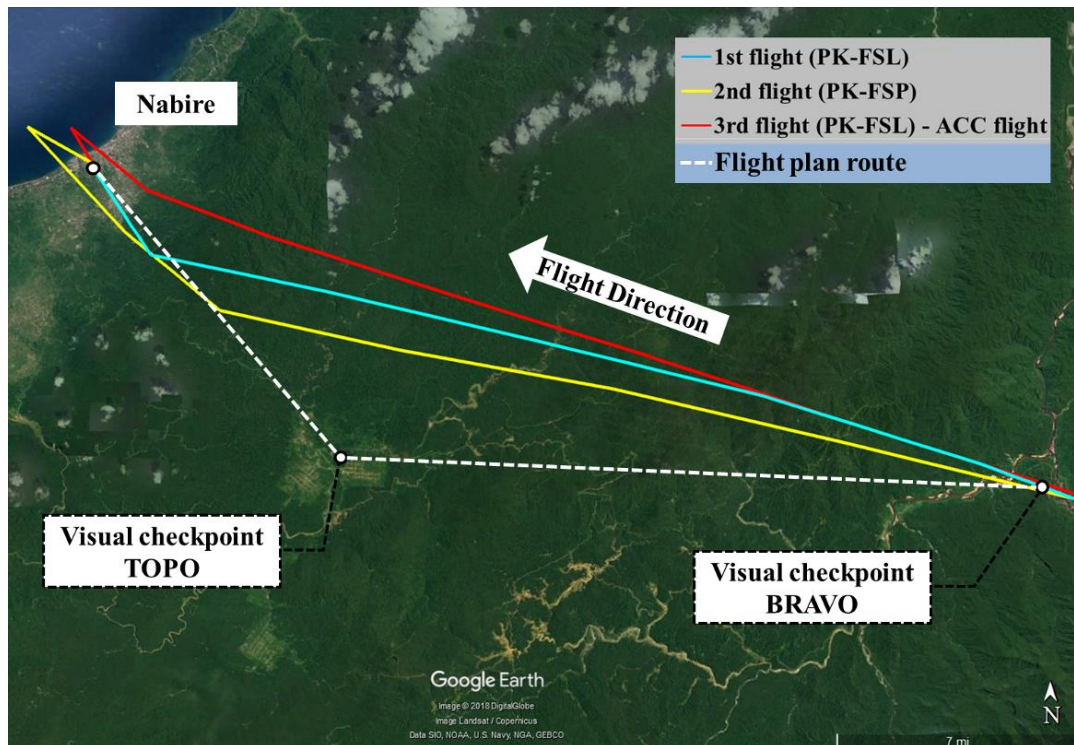 Nabire
1st flight (PK-FSL)
2nd flight (PK-FSP)
3rd flight (PK-FSL) - ACC flight
Flight plan route
Flight Direction
Visual checkpoint
TOPO
Visual checkpoint
BRAVO
Google Earth
Image © 2018 DigitalGlobe
Image Landsat / Copernicus
Data SIO, NOAA, U.S. Navy, NGA, GEBCO
N
7 mi